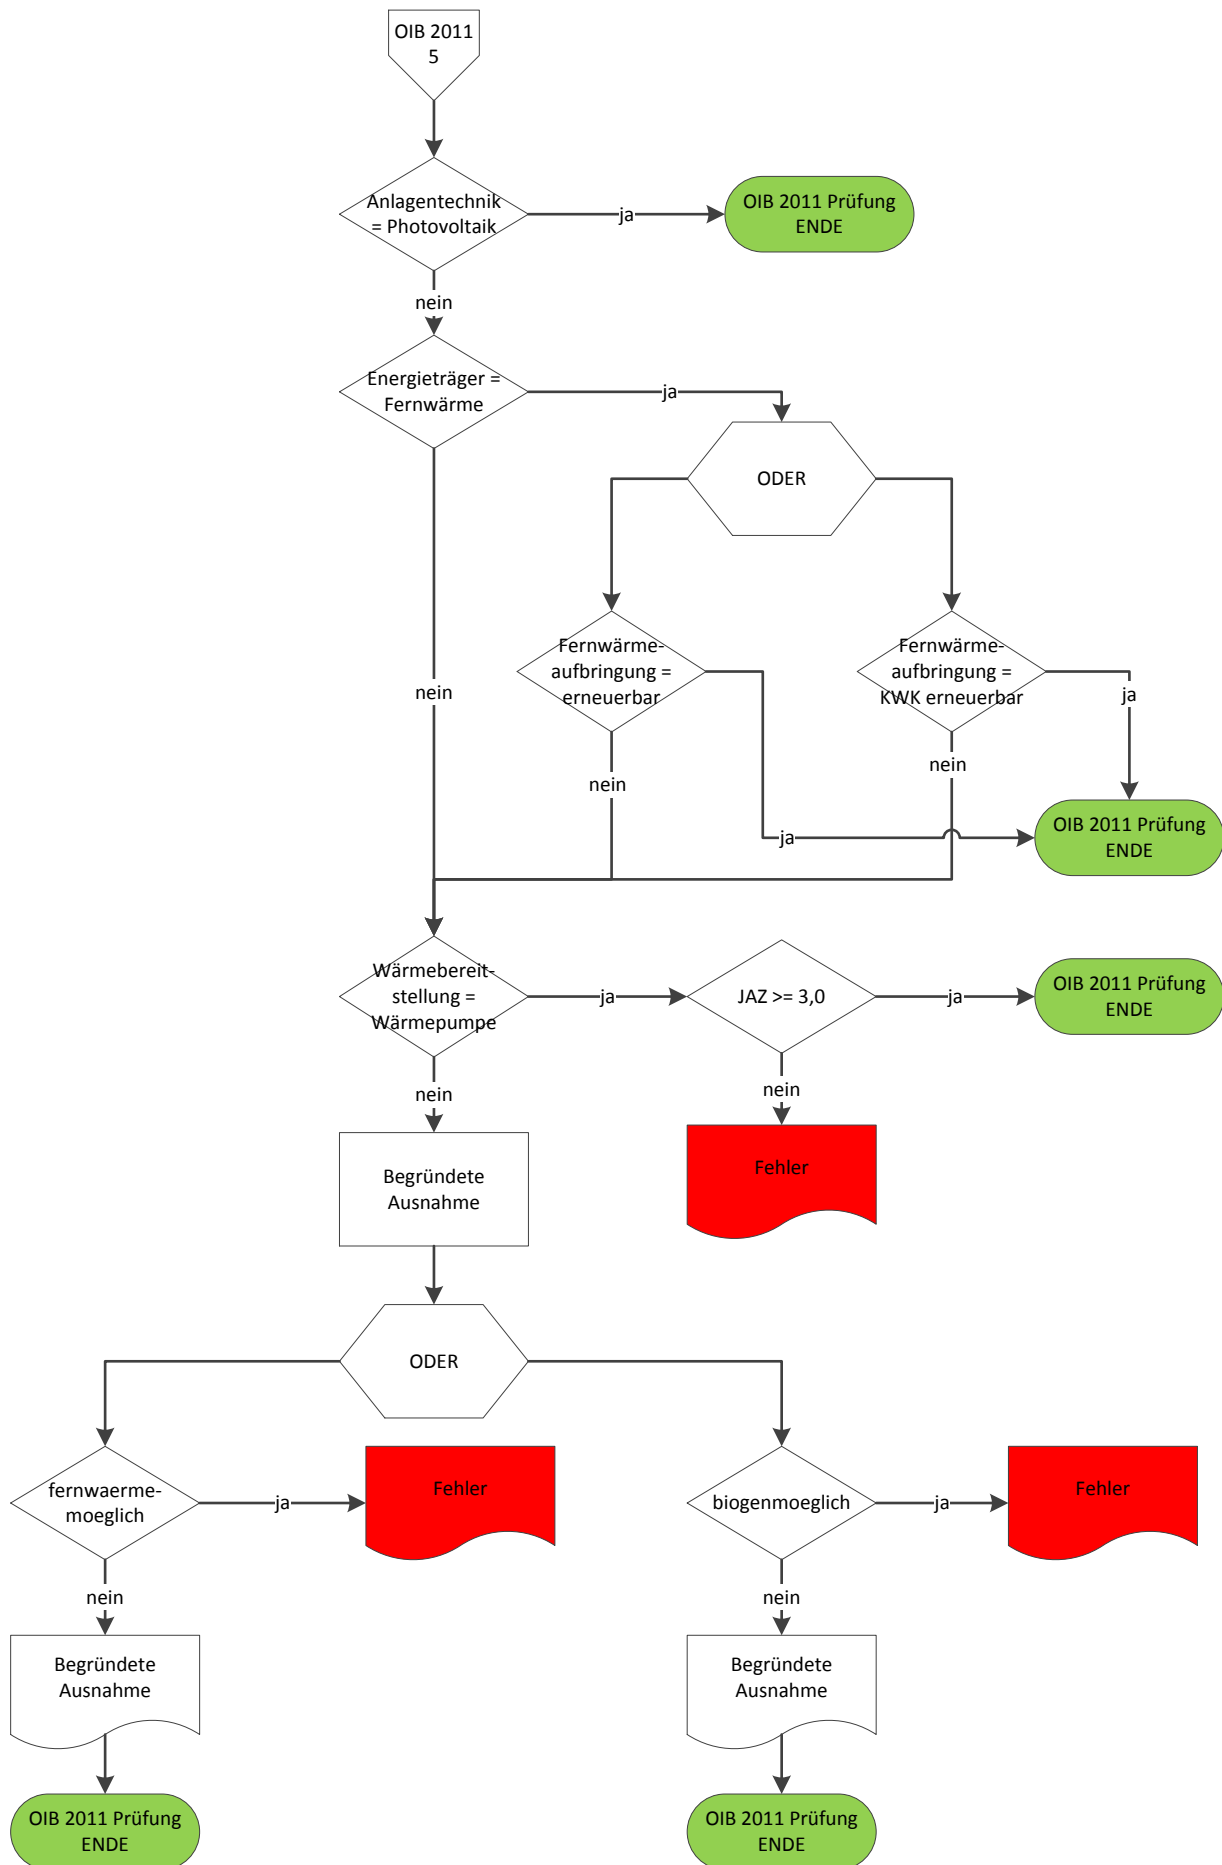 OIB 2011
5
Anlagentechnik
= Photovoltaik
ja
OIB 2011 Prüfung
ENDE
nein
Energieträger =
Fernwärme
ja
ODER
nein
Fernwärme-
aufbringung =
erneuerbar
Fernwärme-
aufbringung =
KWK erneuerbar
ja
nein
nein
ja
OIB 2011 Prüfung
ENDE
Wärmebereit-
stellung =
Wärmepumpe
ja
JAZ >= 3,0
ja
OIB 2011 Prüfung
ENDE
nein
nein
Begründete
Ausnahme
Fehler
ODER
fernwaerme-
moeglich
ja
Fehler
biogenmoeglich
ja
Fehler
nein
nein
Begründete
Ausnahme
Begründete
Ausnahme
OIB 2011 Prüfung
ENDE
OIB 2011 Prüfung
ENDE